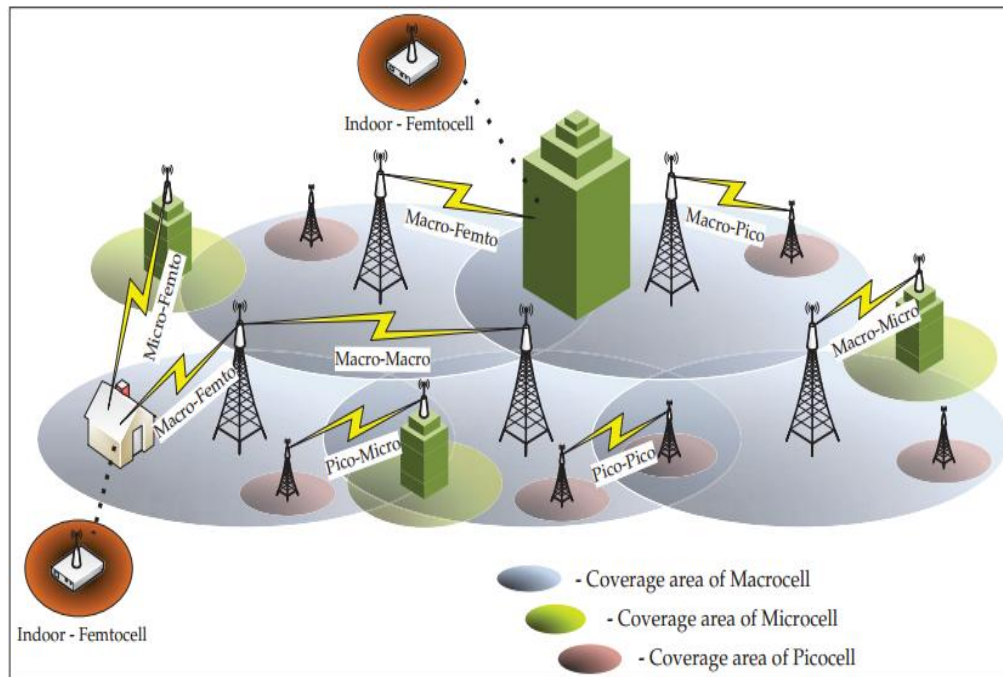 Indoor - Femtocell
Macro-Femto
Macro-Pico
Micro-Femto
Macro-Micro
Macro-Macro
Macro-Femto
Pico-Micro
Pico-Pico
- Coverage area of Macrocell
- Coverage area of Microcell
Indoor - Femtocell
- Coverage area of Picocell